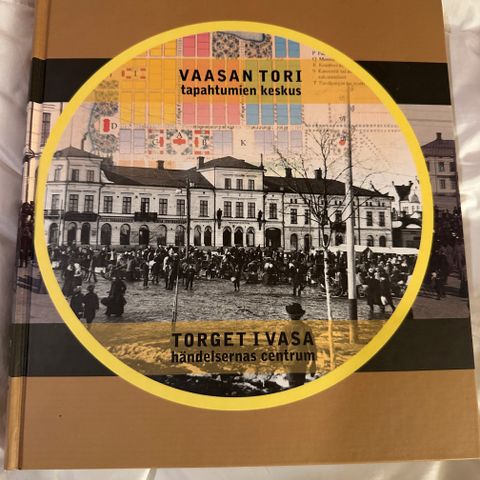 VAASAN TORI
tapahtumien keskus
D
K
TORGET I VASA
händelsernas centrum